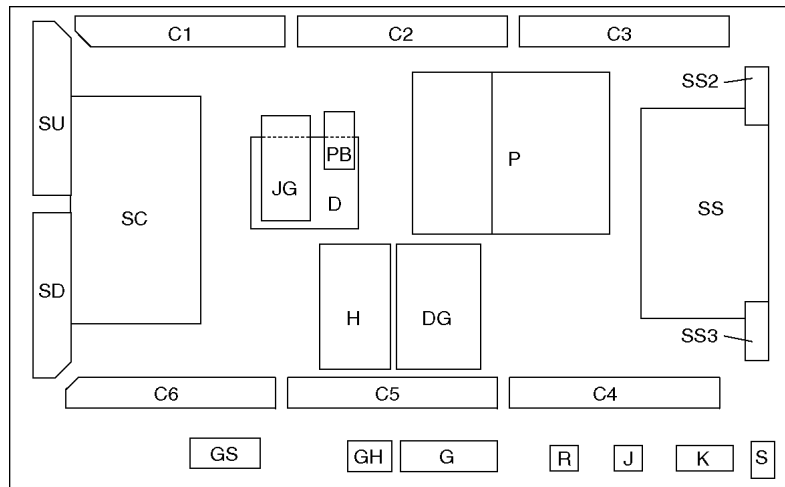 C1 C2 C3
SS2
SU
PB
P
JG
D
SC
SS
SD
H DG
SS3
C6 C5 C4
GS GH G R J K S